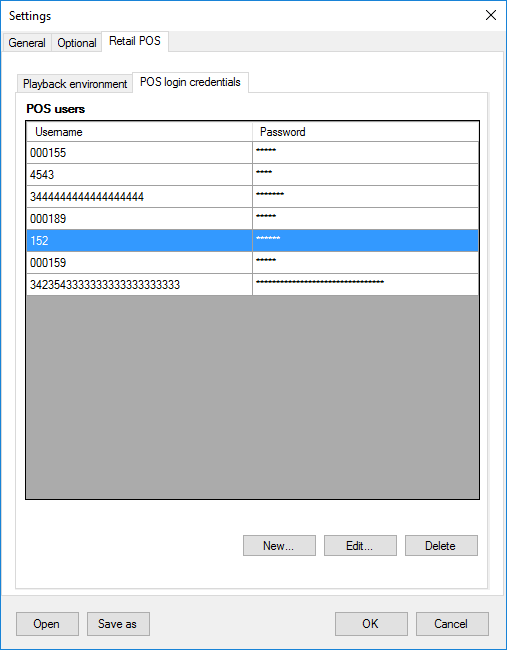 Settings
General Optional Retail POS
Playback environment POS login credentials
POS users
Username Password
000155 *****
4543 ****
3444444444444444444 *******
000189 *****
152 ******
000159 *****
3423543333333333333333333 ********************************
New... Edit... Delete
Open Save as OK Cancel